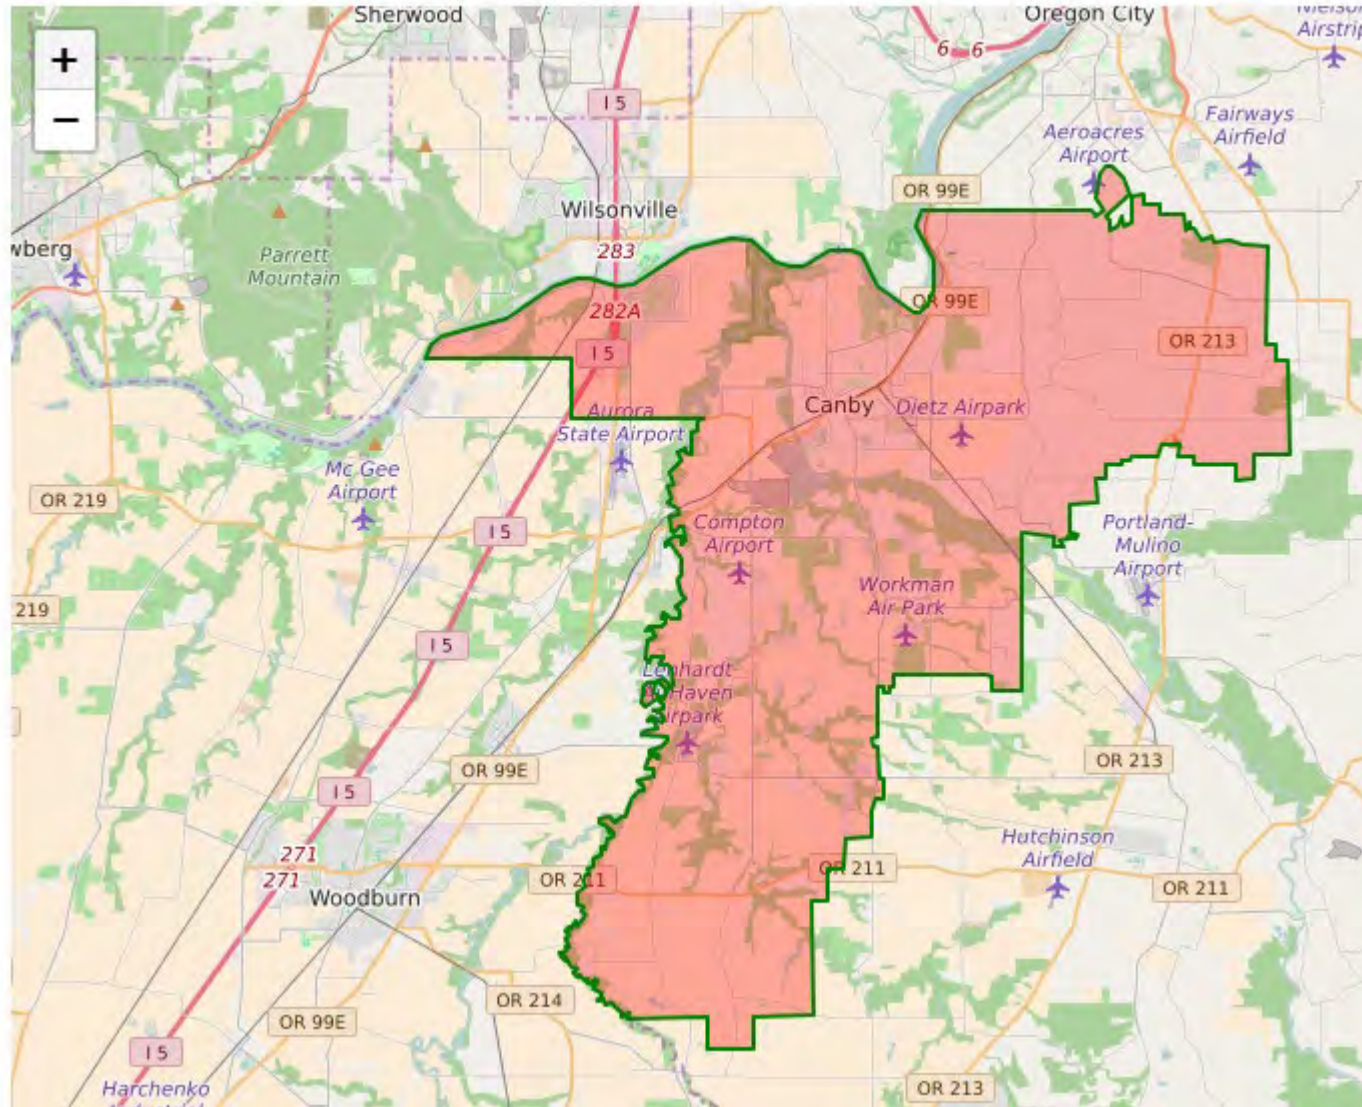 Sherwood
Oregon City
Airstrip
+
6
6
−
I 5
Fairways
Airfield
Aeroacres
Airport
OR 99E
Wilsonville
wberg
283
Parrett
Mountain
OR 99E
282A
OR 213
I 5
Canby
Dietz Airpark
Aurora
State Airport
Mc Gee
Airport
OR 219
Compton
Airport
Portland-
Mulino
Airport
I 5
Workman
Air Park
219
I 5
Lenhardt
Haven
Airpark
OR 213
OR 99E
I 5
Hutchinson
Airfield
271
271
OR 211
OR 211
OR 211
Woodburn
OR 214
OR 99E
I 5
Harchenko
OR 213